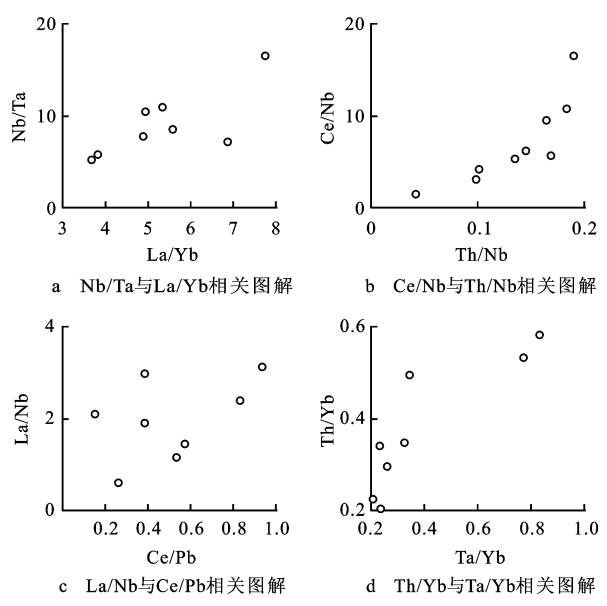 20
10
0
Nb/Ta
3 4 5 6 7 8
La/Yb
a Nb/Ta与La/Yb相关图解
20
10
0
Ce/Nb
0 0.1 0.2
Th/Nb
b Ce/Nb与Th/Nb相关图解
4
2
0
La/Nb
0.2 0.4 0.6 0.8 1.0
Ce/Pb
c La/Nb与Ce/Pb相关图解
0.6
0.4
0.2
Th/Yb
0.2 0.4 0.6 0.8 1.0
Ta/Yb
d Th/Yb与Ta/Yb相关图解